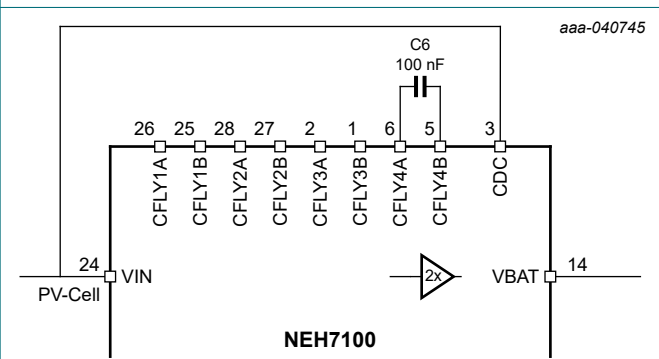 aaa-040745
C6
100 nF
26 25 28 27 2 1 6 5 3
CFLY1A CFLY1B CFLY2A CFLY2B CFLY3A CFLY3B CFLY4A CFLY4B CDC
24 VIN 2x VBAT 14
PV-Cell
NEH7100